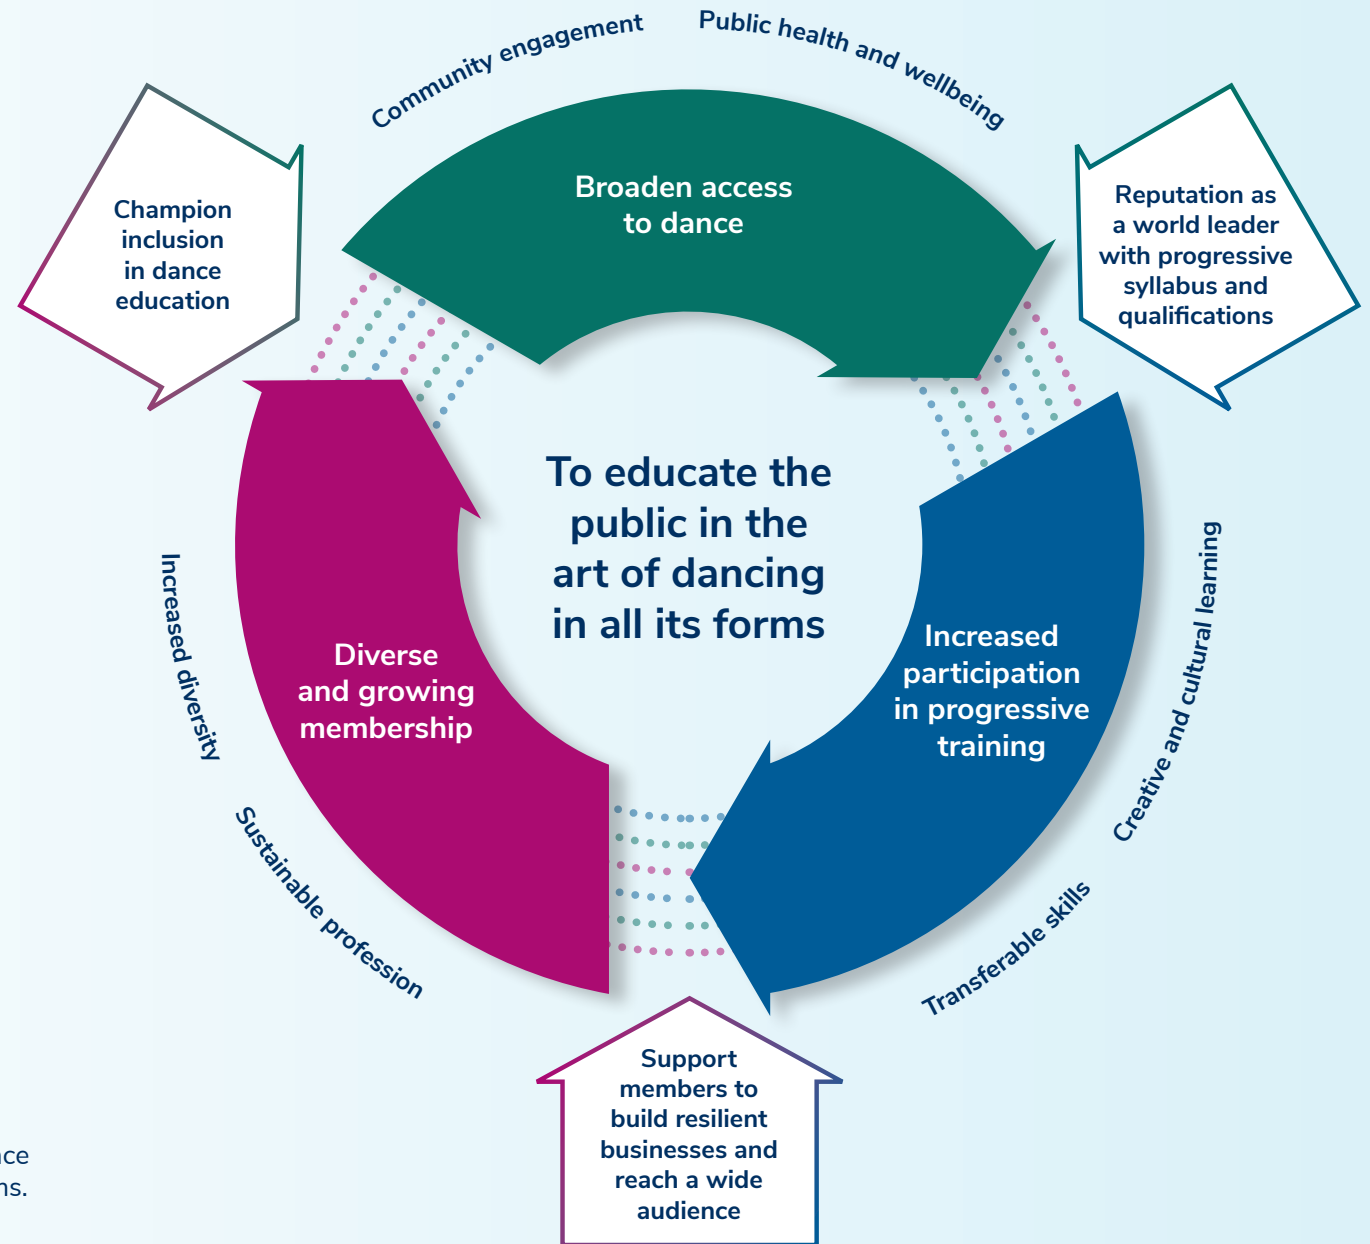 Community engagement
Public health and wellbeing
Broaden access
to dance
Champion
inclusion
in dance
education
Reputation as
a world leader
with progressive
syllabus and
qualifications
To educate the
public in the
art of dancing
in all its forms
Increased
participation
in progressive
training
Diverse
and growing
membership
Increased diversity
Sustainable profession
Creative and cultural learning
Transferable skills
Support
members to
build resilient
businesses and
reach a wide
audience